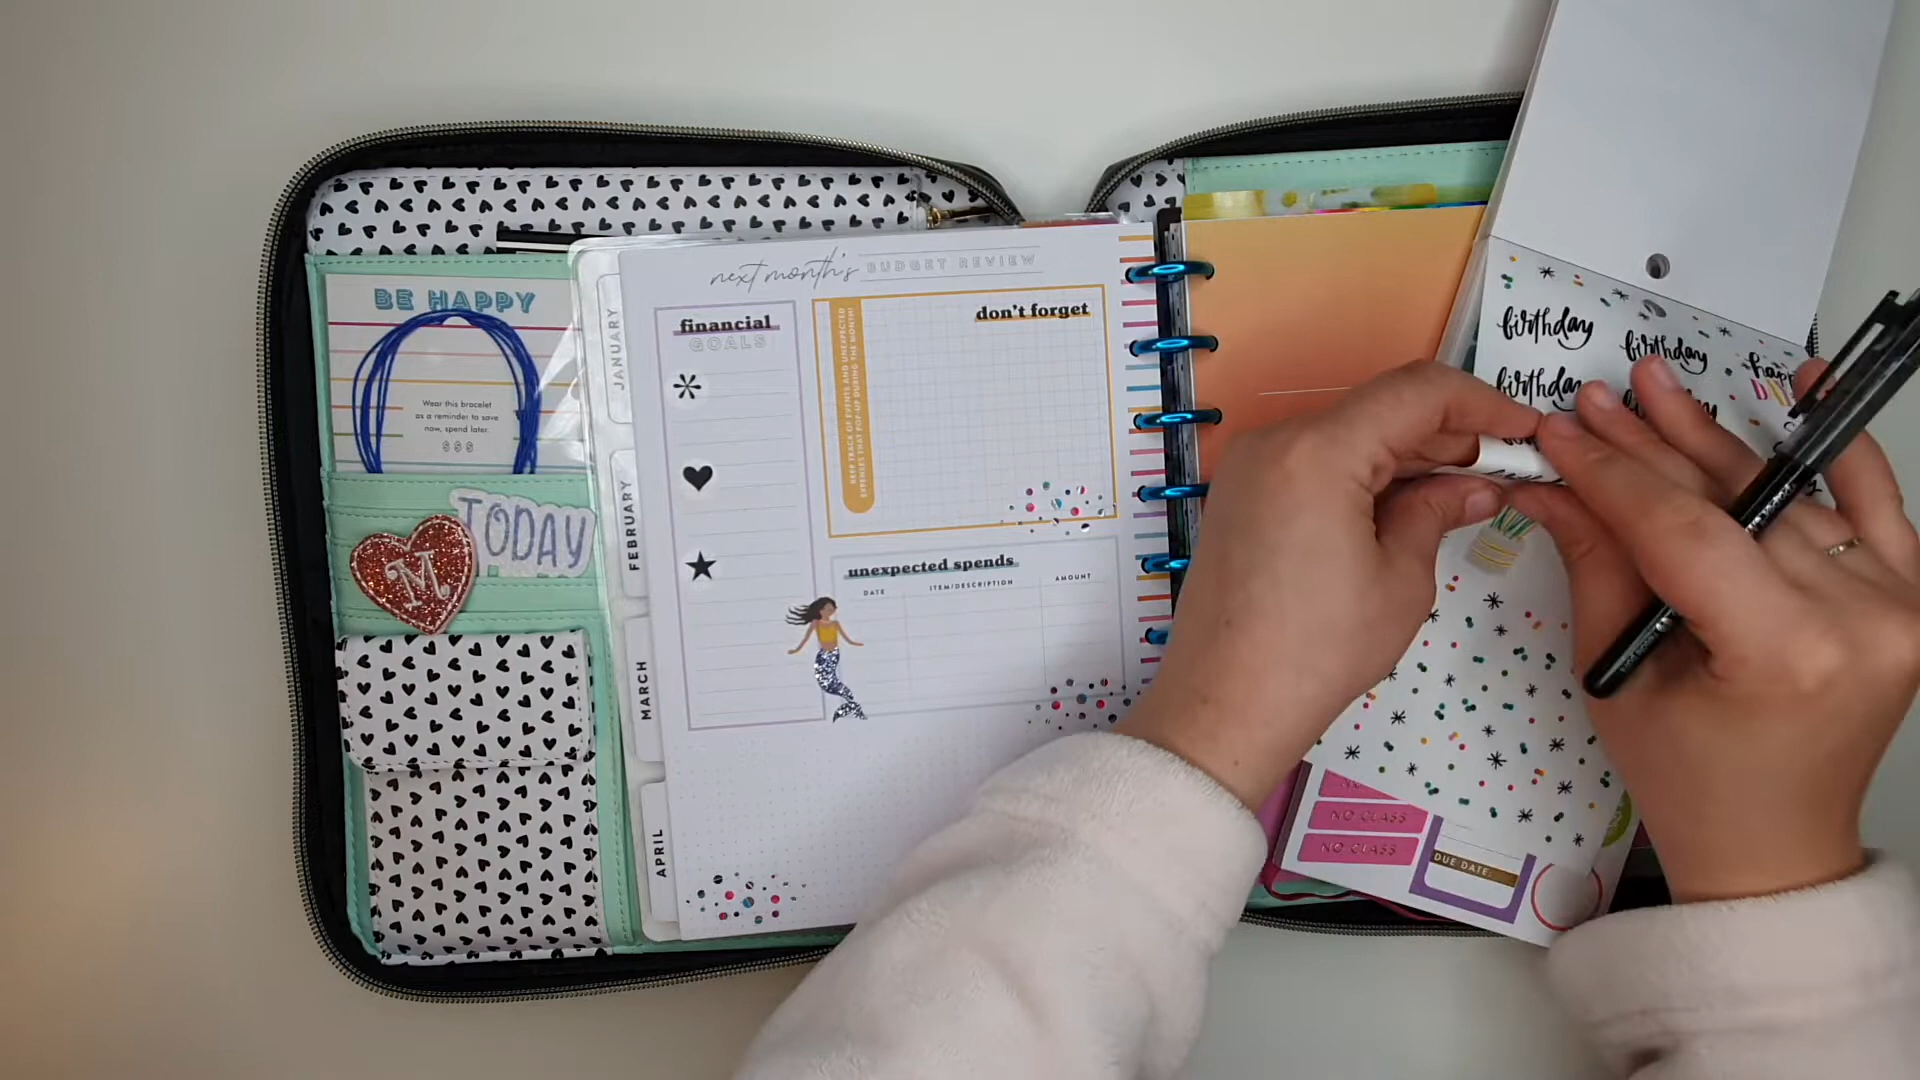 BE HAPPY
Wear this bracelet
as a reminder to save
now, spend later.
$ $ $
TODAY
M
JANUARY
FEBRUARY
MARCH
APRIL
next month's BUDGET REVIEW
financial
GOALS
don't forget
KEEP TRACK OF EVENTS AND UNEXPECTED
EXPENSES THAT POP-UP DURING THE MONTH!
unexpected spends
DATE ITEM/DESCRIPTION AMOUNT
birthday
birthday
birthday
NO CLASS
NO CLASS
DUE DATE: